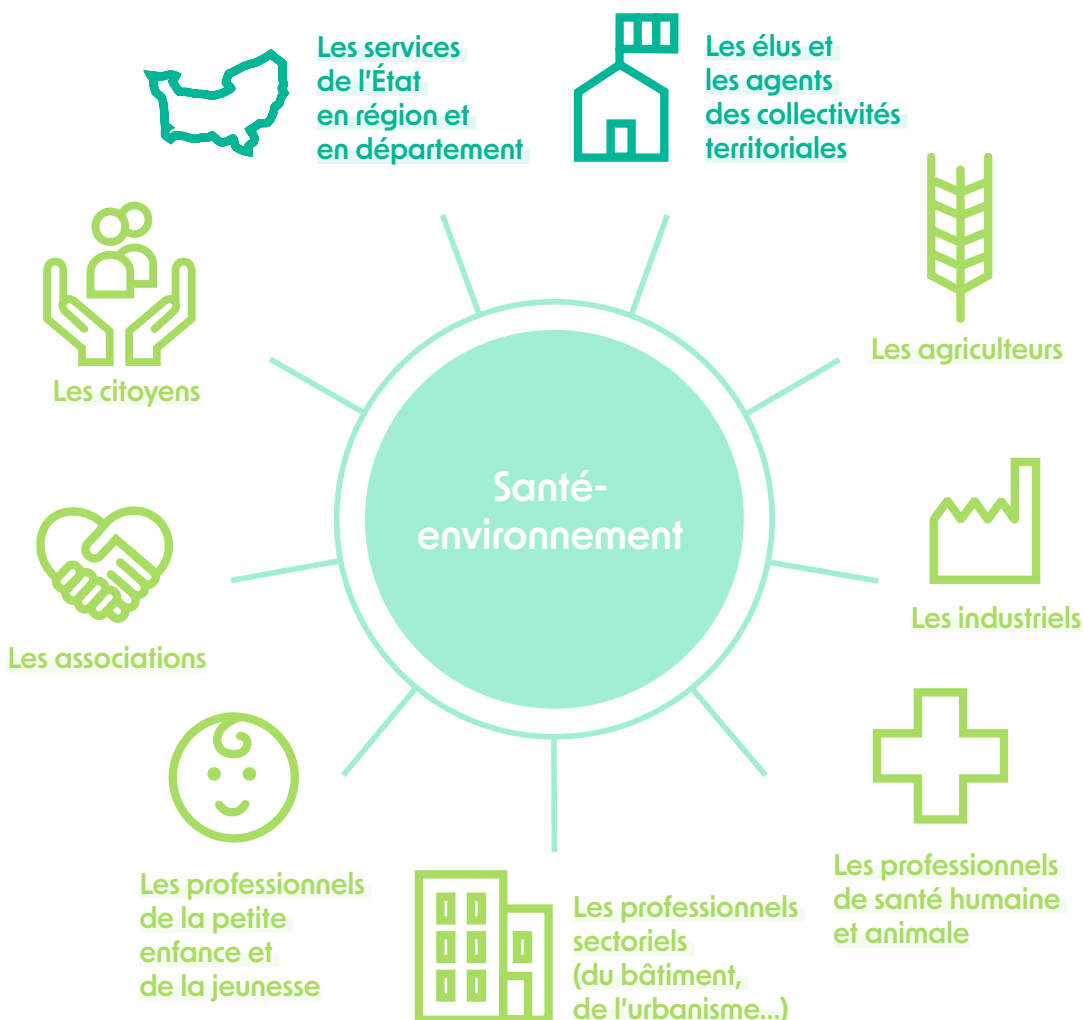 Les services
de l'État
en région et
en département
Les élus et
les agents
des collectivités
territoriales
Les agriculteurs
Les citoyens
Santé-
environnement
Les industriels
Les associations
Les professionnels
de santé humaine
et animale
Les professionnels
de la petite
enfance et
de la jeunesse
Les professionnels
sectoriels
(du bâtiment,
de l'urbanisme...)